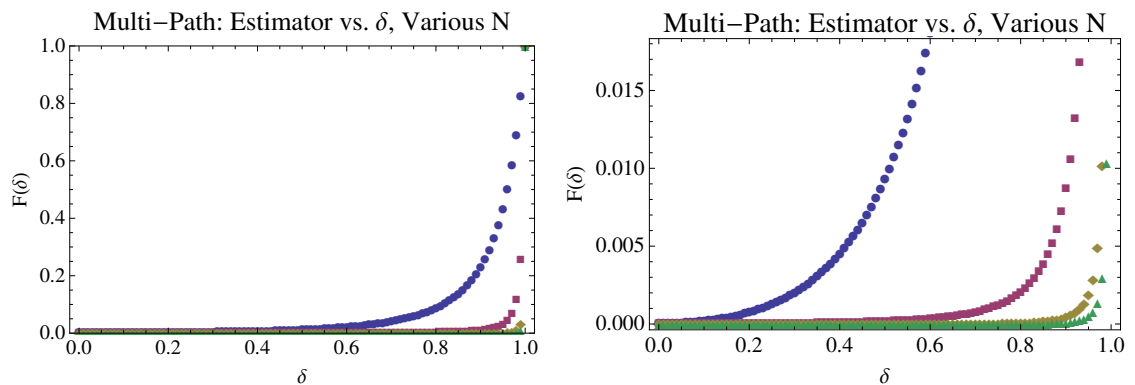 Multi−Path: Estimator vs. δ, Various N
1.0
0.8
0.6
0.4
0.2
0.0
F(δ)
0.0 0.2 0.4 0.6 0.8 1.0
δ
Multi−Path: Estimator vs. δ, Various N
0.015
0.010
0.005
0.000
F(δ)
0.0 0.2 0.4 0.6 0.8 1.0
δ